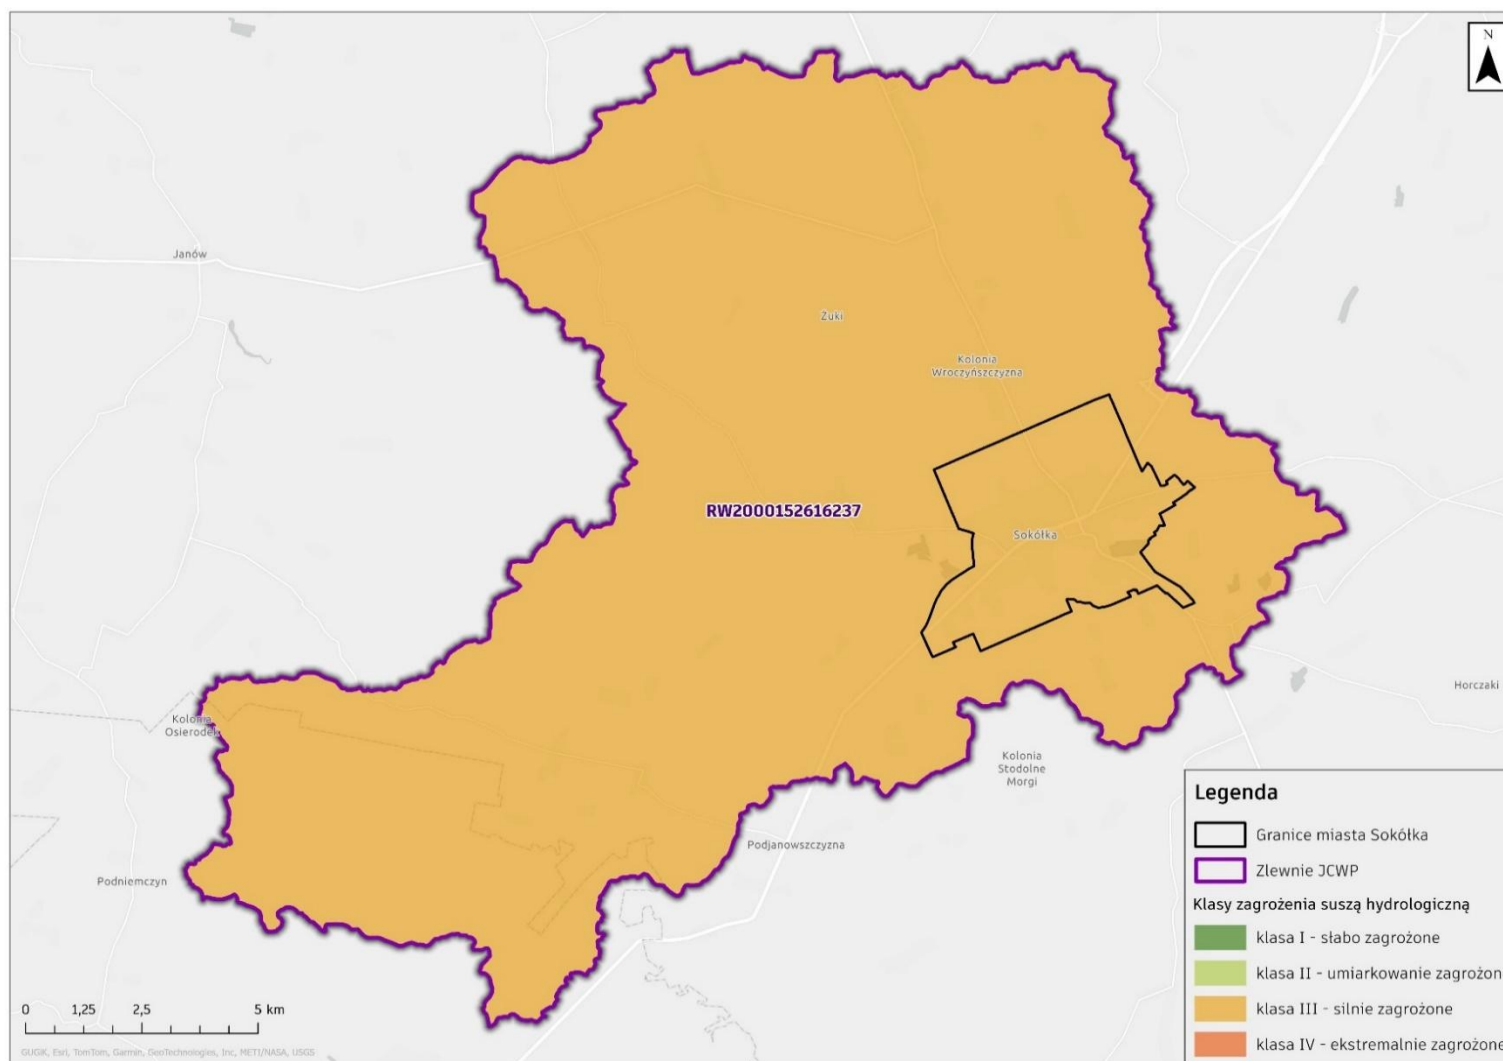 N
Janów
Żuki
Kolonia
Wroczyńszczyzna
RW2000152616237
Sokółka
Kolonia
Osierodek
Horczaki
Kolonia
Stodolne
Morgi
Podjanowszczyzna
Podniemczyn
Legenda
Granice miasta Sokółka
Zlewnie JCWP
Klasy zagrożenia suszą hydrologiczną
klasa I - słabo zagrożone
klasa II - umiarkowanie zagrożon
klasa III - silnie zagrożone
klasa IV - ekstremalnie zagrożone
0 1,25 2,5 5 km
GUGiK, Esri, TomTom, Garmin, GeoTechnologies, Inc, METI/NASA, USGS